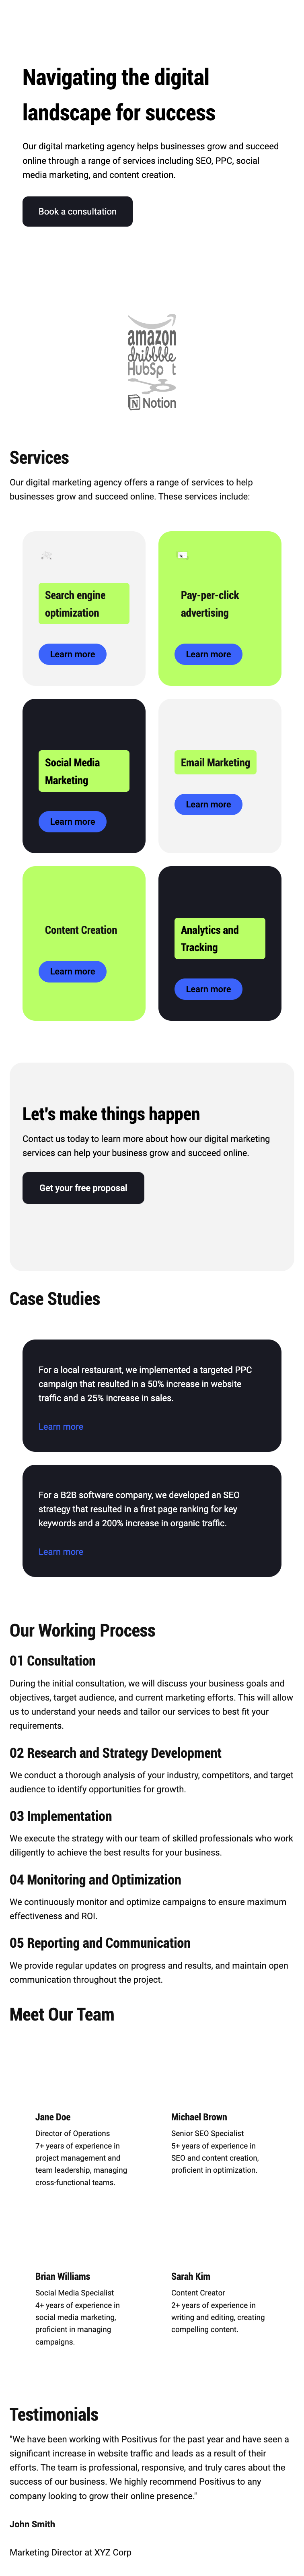 Navigating the digital
landscape for success
Our digital marketing agency helps businesses grow and succeed
online through a range of services including SEO, PPC, social
media marketing, and content creation.
Book a consultation
amazon
dribbble
HubSp t
Notion
Services
Our digital marketing agency offers a range of services to help
businesses grow and succeed online. These services include:
Search engine
optimization
Learn more
Pay-per-click
advertising
Learn more
Social Media
Marketing
Learn more
Email Marketing
Learn more
Content Creation
Learn more
Analytics and
Tracking
Learn more
Let's make things happen
Contact us today to learn more about how our digital marketing
services can help your business grow and succeed online.
Get your free proposal
Case Studies
For a local restaurant, we implemented a targeted PPC
campaign that resulted in a 50% increase in website
traffic and a 25% increase in sales.
Learn more
For a B2B software company, we developed an SEO
strategy that resulted in a first page ranking for key
keywords and a 200% increase in organic traffic.
Learn more
Our Working Process
01 Consultation
During the initial consultation, we will discuss your business goals and
objectives, target audience, and current marketing efforts. This will allow
us to understand your needs and tailor our services to best fit your
requirements.
02 Research and Strategy Development
We conduct a thorough analysis of your industry, competitors, and target
audience to identify opportunities for growth.
03 Implementation
We execute the strategy with our team of skilled professionals who work
diligently to achieve the best results for your business.
04 Monitoring and Optimization
We continuously monitor and optimize campaigns to ensure maximum
effectiveness and ROI.
05 Reporting and Communication
We provide regular updates on progress and results, and maintain open
communication throughout the project.
Meet Our Team
Jane Doe
Director of Operations
7+ years of experience in
project management and
team leadership, managing
cross-functional teams.
Michael Brown
Senior SEO Specialist
5+ years of experience in
SEO and content creation,
proficient in optimization.
Brian Williams
Social Media Specialist
4+ years of experience in
social media marketing,
proficient in managing
campaigns.
Sarah Kim
Content Creator
2+ years of experience in
writing and editing, creating
compelling content.
Testimonials
"We have been working with Positivus for the past year and have seen a
significant increase in website traffic and leads as a result of their
efforts. The team is professional, responsive, and truly cares about the
success of our business. We highly recommend Positivus to any
company looking to grow their online presence."
John Smith
Marketing Director at XYZ Corp